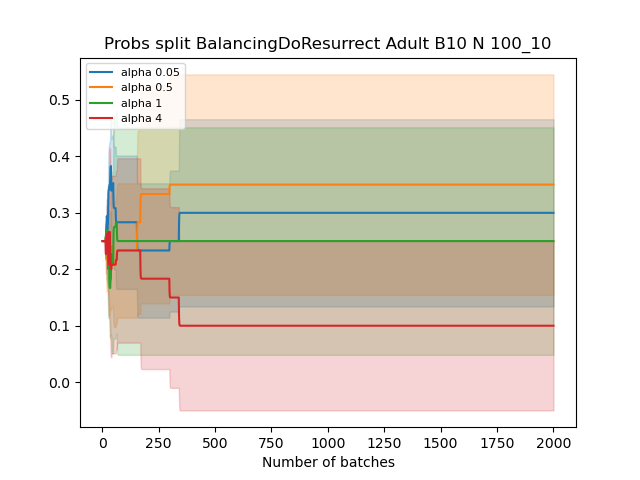 Probs split BalancingDoResurrect Adult B10 N 100_10
alpha 0.05
alpha 0.5
alpha 1
alpha 4
0.5
0.4
0.3
0.2
0.1
0.0
0 250 500 750 1000 1250 1500 1750 2000
Number of batches